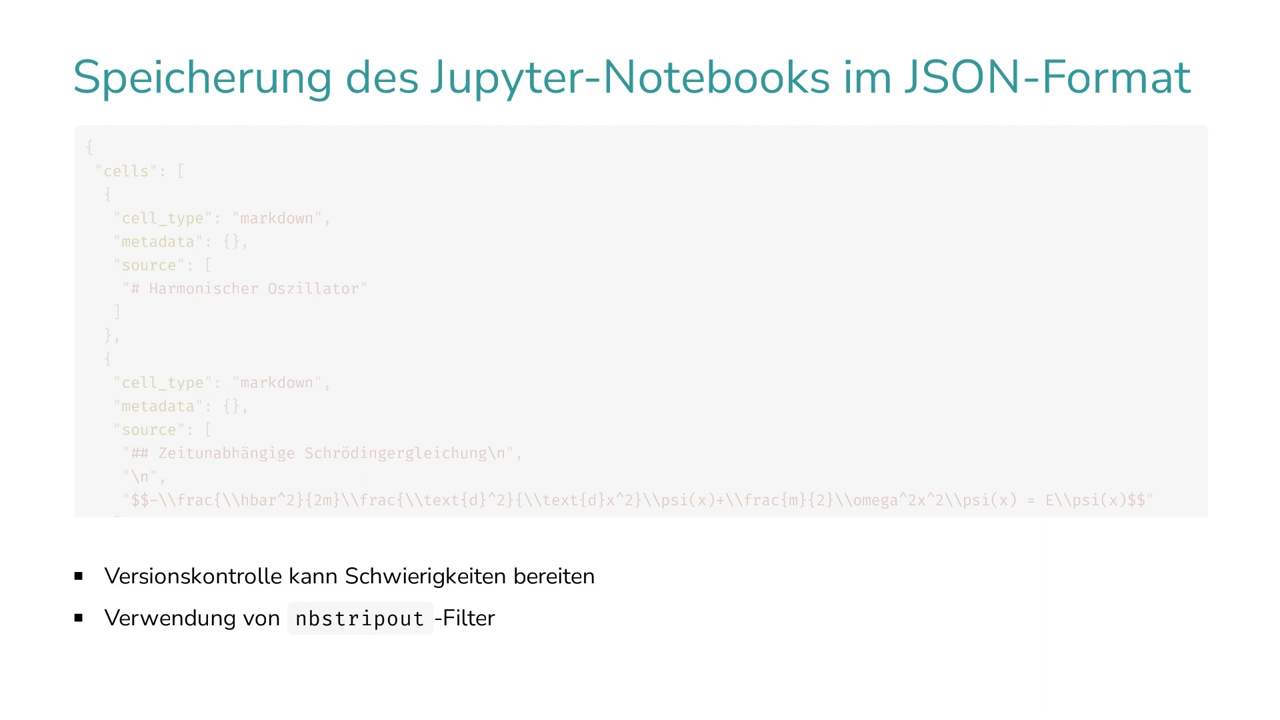 Speicherung des Jupyter-Notebooks im JSON-Format
{
"cells": [
{
"cell_type": "markdown",
"metadata": {},
"source": [
"# Harmonischer Oszillator"
]
},
{
"cell_type": "markdown",
"metadata": {},
"source": [
"## Zeitunabhängige Schrödingergleichung\n",
"\n",
"$$-\\frac{\\hbar^2}{2m}\\frac{\\text{d}^2}{\\text{d}x^2}\\psi(x)+\\frac{m}{2}\\omega^2x^2\\psi(x) = E\\psi(x)$$"
▪ Versionskontrolle kann Schwierigkeiten bereiten
▪ Verwendung von nbstripout -Filter